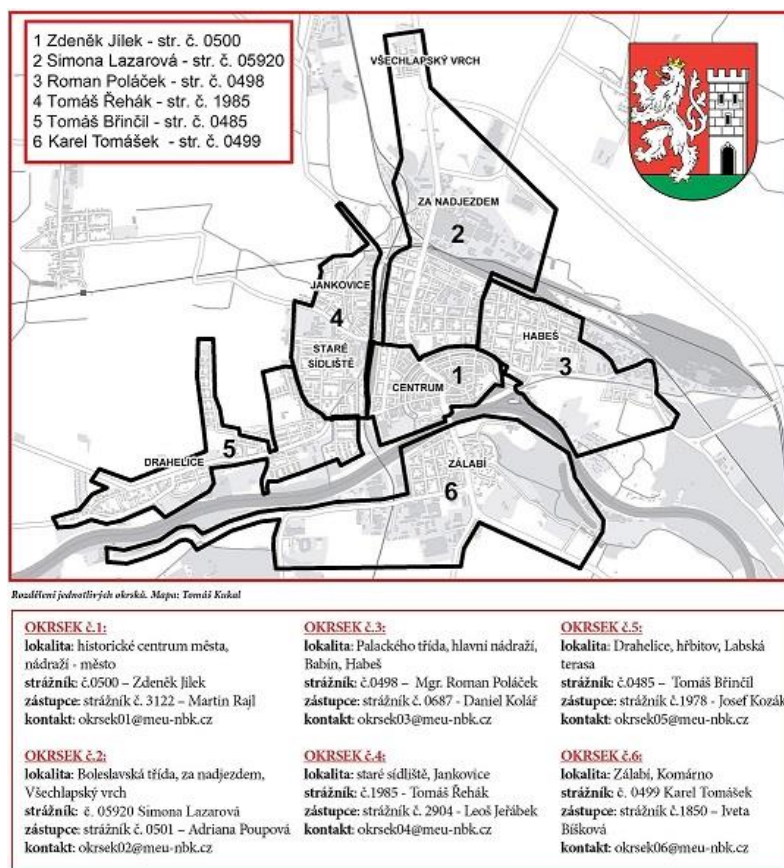 1 Zdeněk Jílek - str. č. 0500
2 Simona Lazarová - str. č. 05920
3 Roman Poláček - str. č. 0498
4 Tomáš Řehák - str. č. 1985
5 Tomáš Břinčil - str. č. 0485
6 Karel Tomášek - str. č. 0499
VŠECHLAPSKÝ VRCH
ZA NADJEZDEM
2
JANKOVICE
4
STARÉ
SÍDLIŠTĚ
HABEŠ
3
CENTRUM
1
5
DRAHELICE
ZÁLABÍ
6
Rozdělení jednotlivých okrsků. Mapa: Tomáš Kukal
OKRSEK č.1:
lokalita: historické centrum města,
nádraží - město
strážník: č.0500 – Zdeněk Jílek
zástupce: strážník č. 3122 – Martin Rajl
kontakt: okrsek01@meu-nbk.cz
OKRSEK č.2:
lokalita: Boleslavská třída, za nadjezdem,
Všechlapský vrch
strážník: č. 05920 Simona Lazarová
zástupce: strážník č. 0501 – Adriana Poupová
kontakt: okrsek02@meu-nbk.cz
OKRSEK č.3:
lokalita: Palackého třída, hlavní nádraží,
Babín, Habeš
strážník: č.0498 – Mgr. Roman Poláček
zástupce: strážník č. 0687 - Daniel Kolář
kontakt: okrsek03@meu-nbk.cz
OKRSEK č.4:
lokalita: staré sídliště, Jankovice
strážník: č.1985 - Tomáš Řehák
zástupce: strážník č. 2904 - Leoš Jeřábek
kontakt: okrsek04@meu-nbk.cz
OKRSEK č.5:
lokalita: Drahelice, hřbitov, Labská
terasa
strážník: č.0485 – Tomáš Břinčil
zástupce: strážník č.1978 - Josef Kozák
kontakt: okrsek05@meu-nbk.cz
OKRSEK č.6:
lokalita: Zálabí, Komárno
strážník: č. 0499 Karel Tomášek
zástupce: strážník č.1850 – Iveta
Bišková
kontakt: okrsek06@meu-nbk.cz